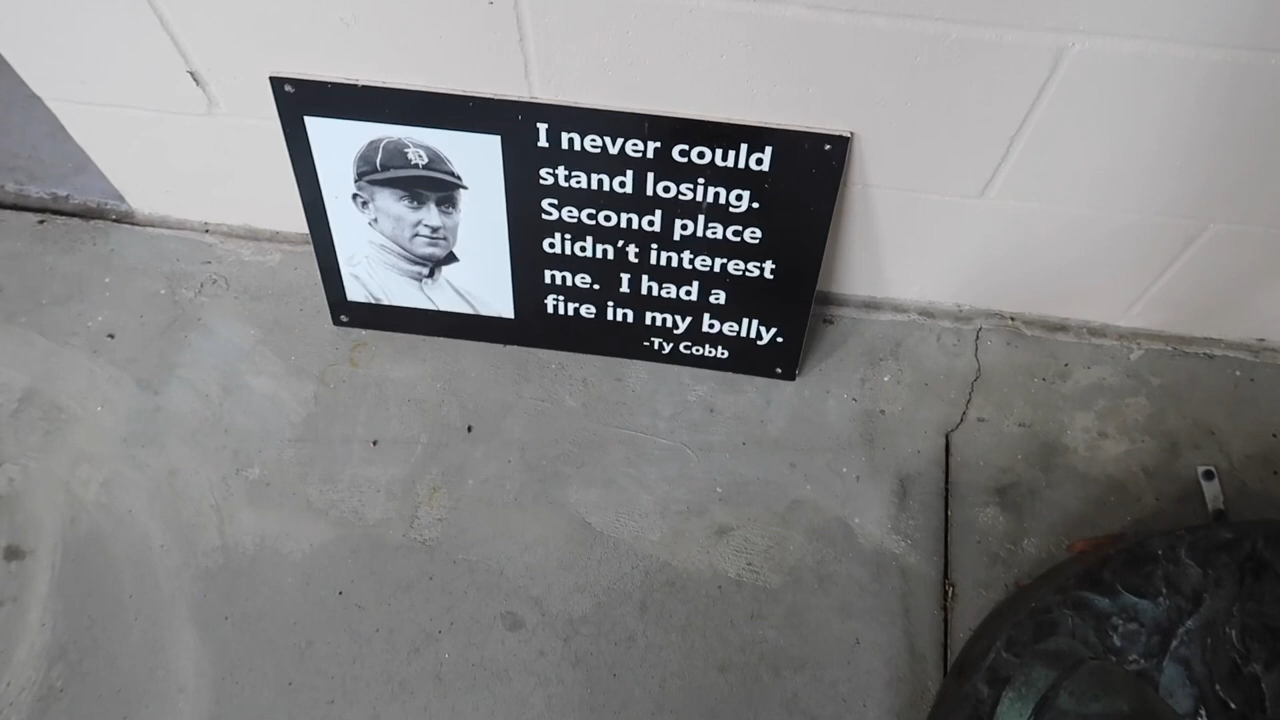 I never could
stand losing.
Second place
didn’t interest
me.  I had a
fire in my belly.
-Ty Cobb
D